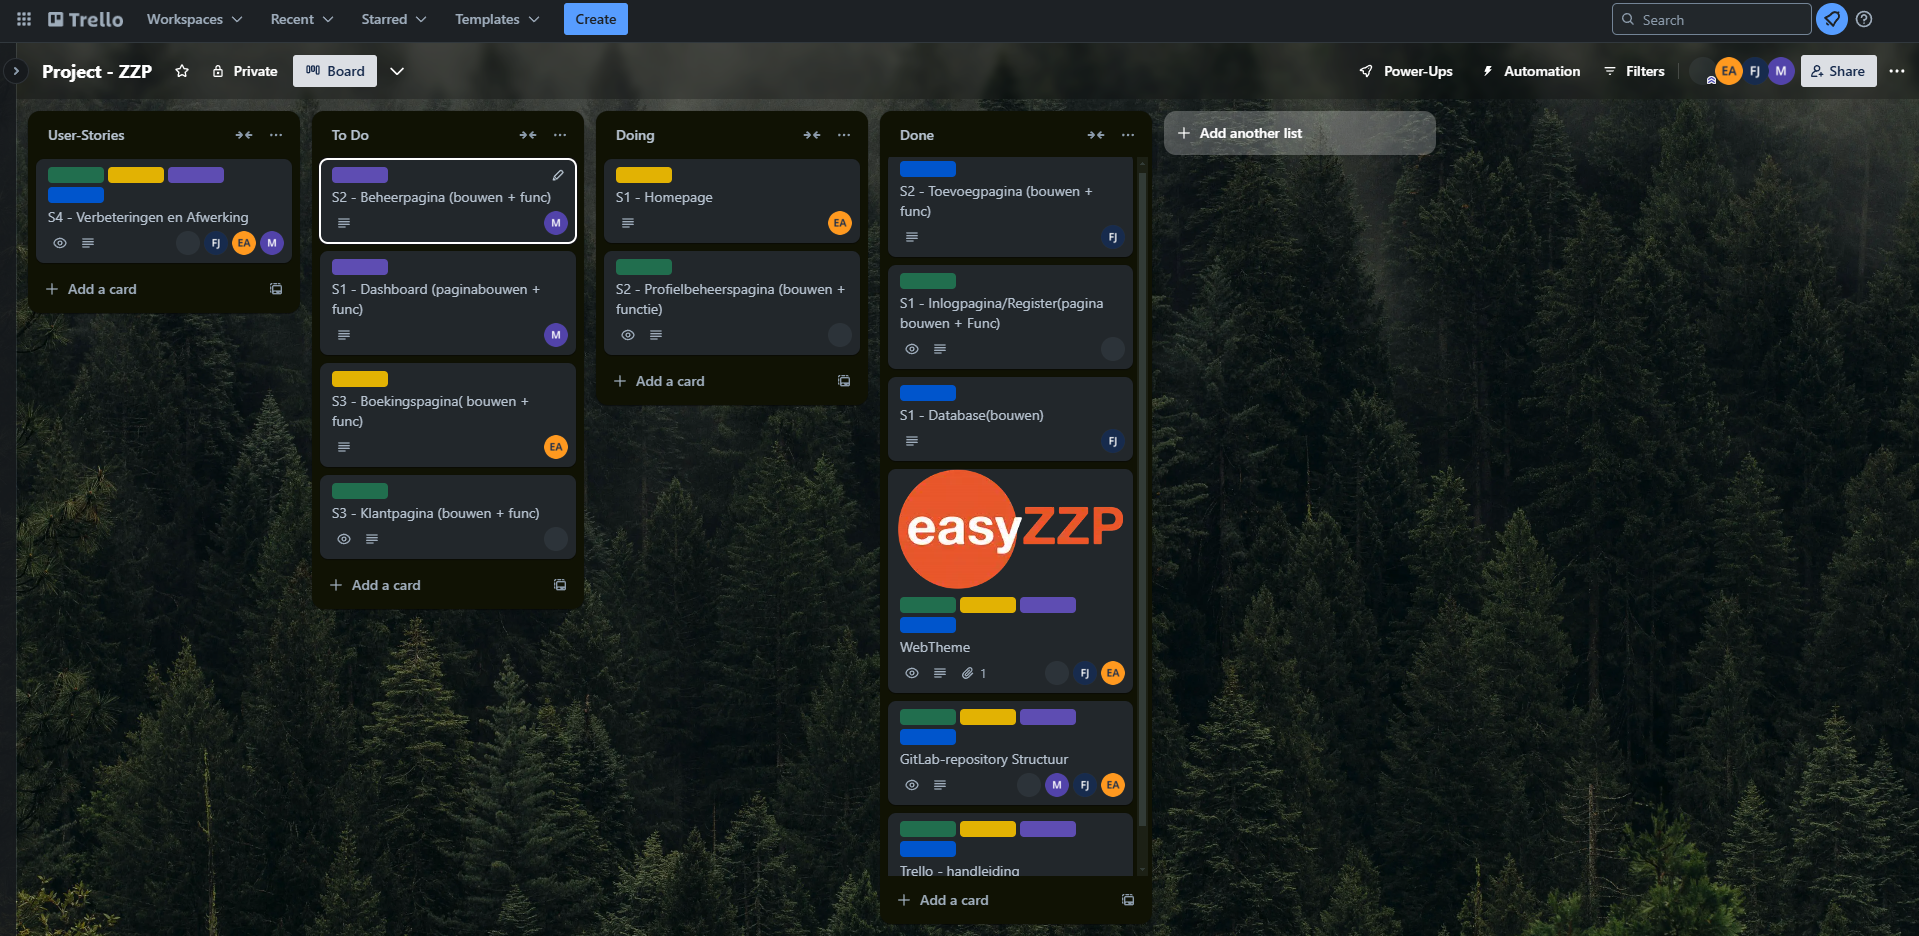 Trello
Workspaces
Recent
Starred
Templates
Create
Search
Project - ZZP
Private
Board
Power-Ups
Automation
Filters
EA
FJ
M
Share
User-Stories
S4 - Verbeteringen en Afwerking
FJ
EA
M
Add a card
To Do
S2 - Beheerpagina (bouwen + func)
M
S1 - Dashboard (paginabouwen +
func)
M
S3 - Boekingspagina( bouwen +
func)
EA
S3 - Klantpagina (bouwen + func)
Add a card
Doing
S1 - Homepage
EA
S2 - Profielbeheerspagina (bouwen +
functie)
Add a card
Done
S2 - Toevoegpagina (bouwen +
func)
FJ
S1 - Inlogpagina/Register(pagina
bouwen + Func)
S1 - Database(bouwen)
FJ
easyZZP
WebTheme
1
FJ
EA
GitLab-repository Structuur
M
FJ
EA
Trello - handleiding
Add a card
Add another list